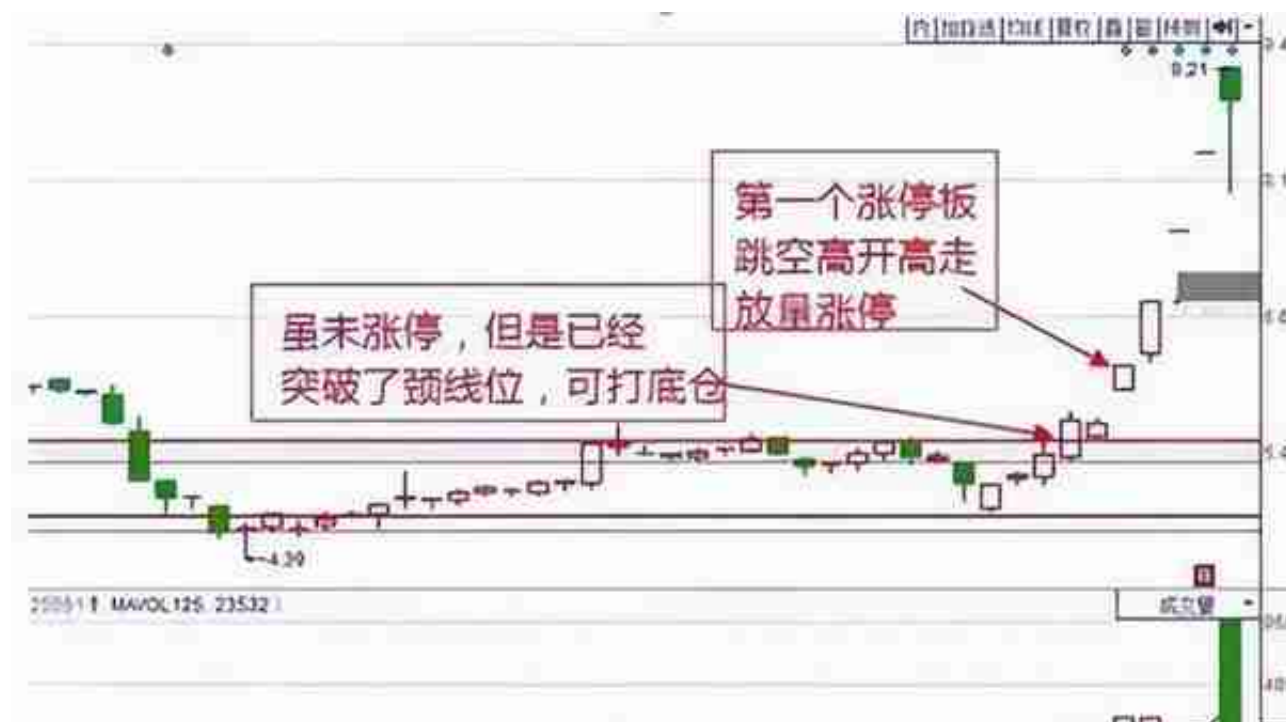 9.21
第一个涨停板
跳空高开高走
放量涨停
虽未涨停，但是已经
突破了颈线位，可打底仓
4.39
MAVOL125, 23532
成交量